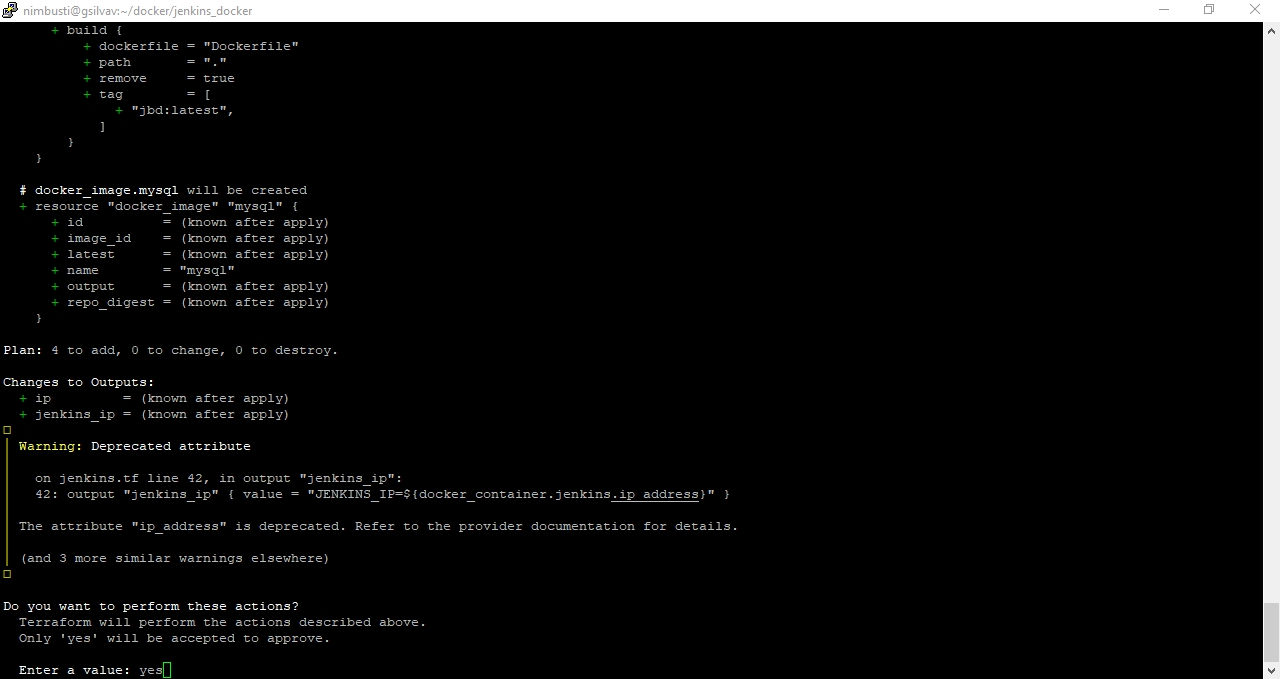 nimbusti@gsilvav:~/docker/jenkins_docker
+ build {
+ dockerfile = "Dockerfile"
+ path       = "."
+ remove     = true
+ tag        = [
+ "jbd:latest",
]
}
}
# docker_image.mysql will be created
+ resource "docker_image" "mysql" {
+ id          = (known after apply)
+ image_id    = (known after apply)
+ latest      = (known after apply)
+ name        = "mysql"
+ output      = (known after apply)
+ repo_digest = (known after apply)
}
Plan: 4 to add, 0 to change, 0 to destroy.
Changes to Outputs:
+ ip         = (known after apply)
+ jenkins_ip = (known after apply)
Warning: Deprecated attribute
on jenkins.tf line 42, in output "jenkins_ip":
42: output "jenkins_ip" { value = "JENKINS_IP=${docker_container.jenkins.ip_address}" }
The attribute "ip_address" is deprecated. Refer to the provider documentation for details.
(and 3 more similar warnings elsewhere)
Do you want to perform these actions?
Terraform will perform the actions described above.
Only 'yes' will be accepted to approve.
Enter a value: yes